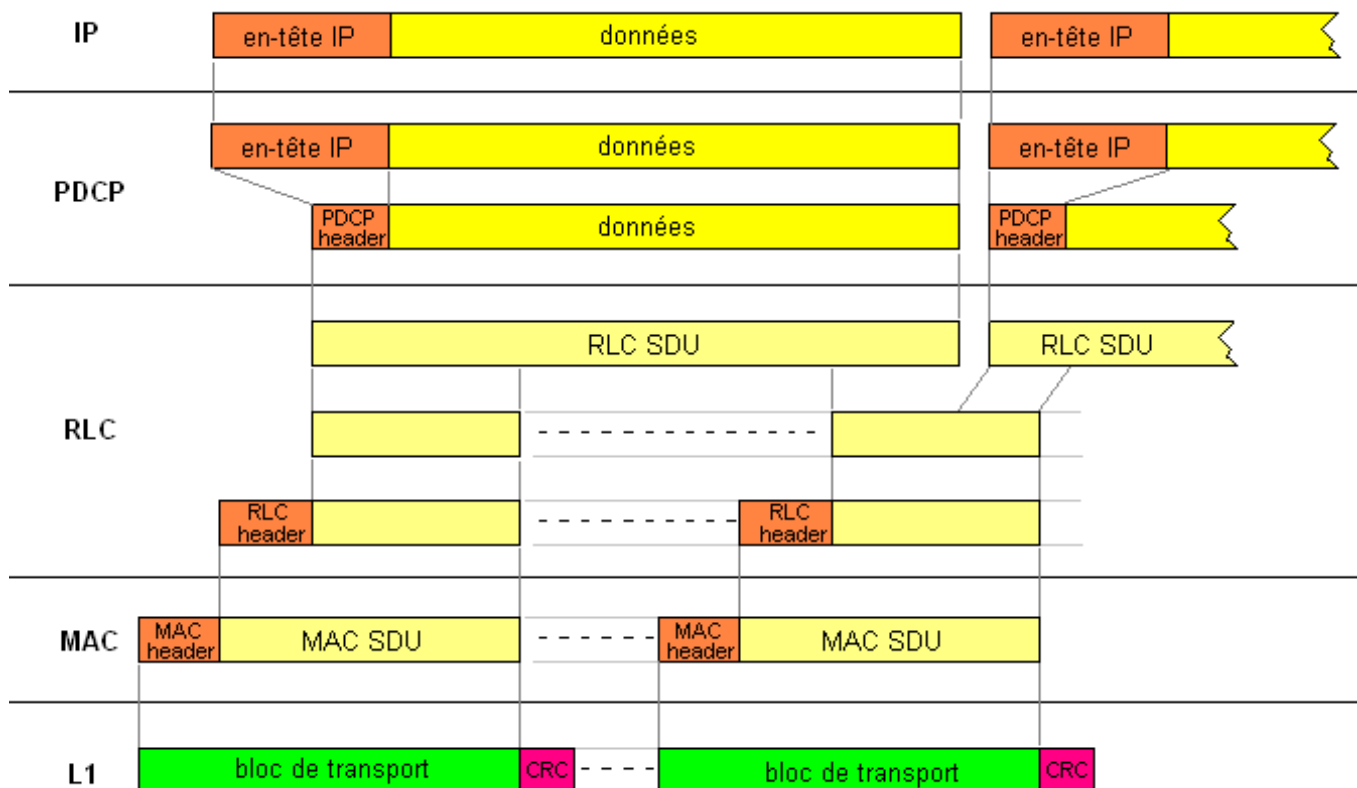 IP en-tête IP données en-tête IP
en-tête IP données en-tête IP
PDCP
PDCP header données PDCP header
RLC SDU RLC SDU
RLC
RLC header RLC header
MAC MAC header MAC SDU MAC header MAC SDU
L1 bloc de transport CRC bloc de transport CRC